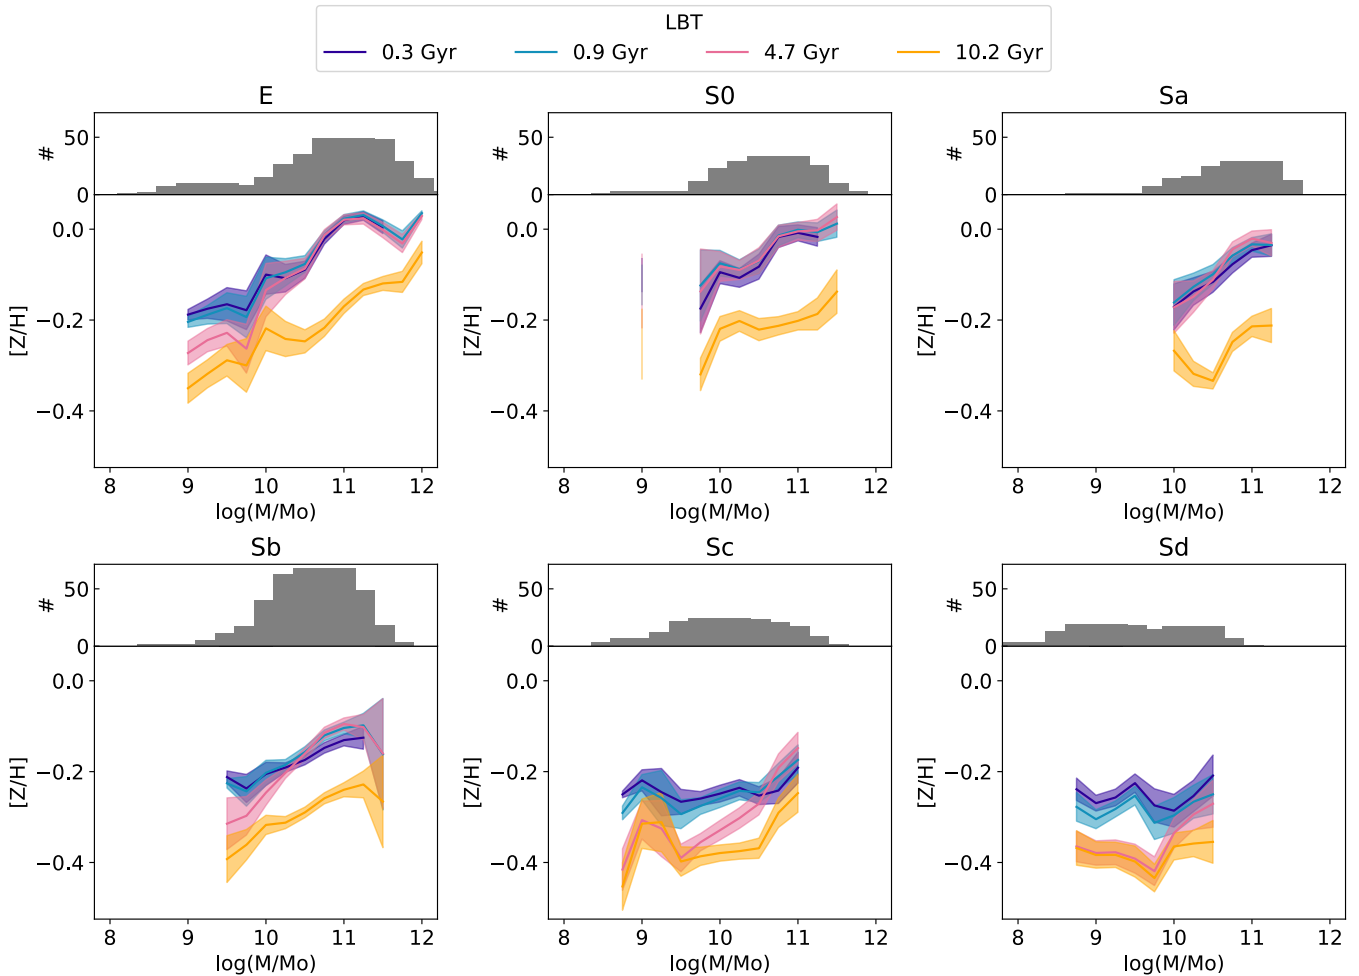 LBT
0.3 Gyr 0.9 Gyr 4.7 Gyr 10.2 Gyr
E S0 Sa
50 50 50
# # #
0 0 0
0.0 0.0 0.0
−0.2 −0.2 −0.2
[Z/H] [Z/H] [Z/H]
−0.4 −0.4 −0.4
8 9 10 11 12 8 9 10 11 12 8 9 10 11 12
log(M/Mo) log(M/Mo) log(M/Mo)
Sb Sc Sd
50 50 50
# # #
0 0 0
0.0 0.0 0.0
−0.2 −0.2 −0.2
[Z/H] [Z/H] [Z/H]
−0.4 −0.4 −0.4
8 9 10 11 12 8 9 10 11 12 8 9 10 11 12
log(M/Mo) log(M/Mo) log(M/Mo)